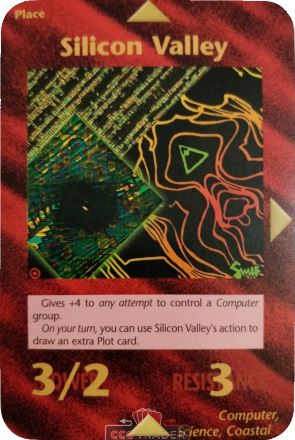 Place
Silicon Valley
Gives +4 to any attempt to control a Computer
group.
On your turn, you can use Silicon Valley's action to
draw an extra Plot card.
3/2 3
Computer,
Science, Coastal